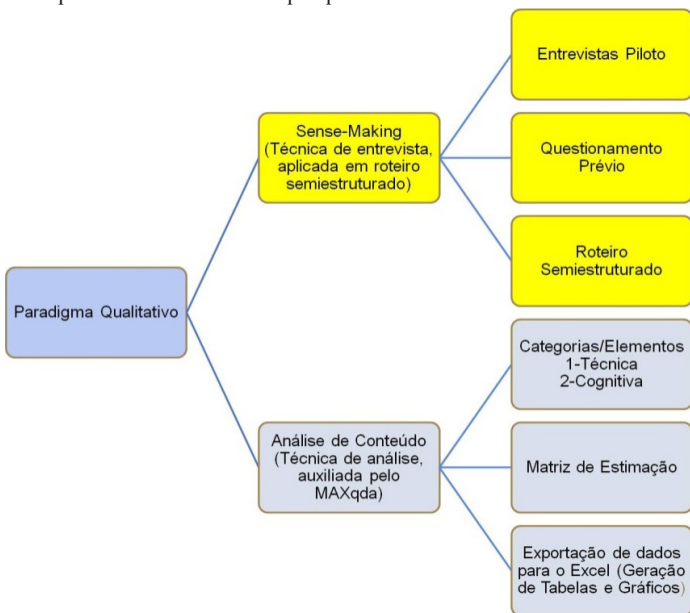 Entrevistas Piloto
Sense-Making
(Técnica de entrevista,
aplicada em roteiro
semiestruturado)
Questionamento
Prévio
Roteiro
Semiestruturado
Paradigma Qualitativo
Categorias/Elementos
1-Técnica
2-Cognitiva
Análise de Conteúdo
(Técnica de análise,
auxiliada pelo
MAXqda)
Matriz de Estimação
Exportação de dados
para o Excel (Geração
de Tabelas e Gráficos)